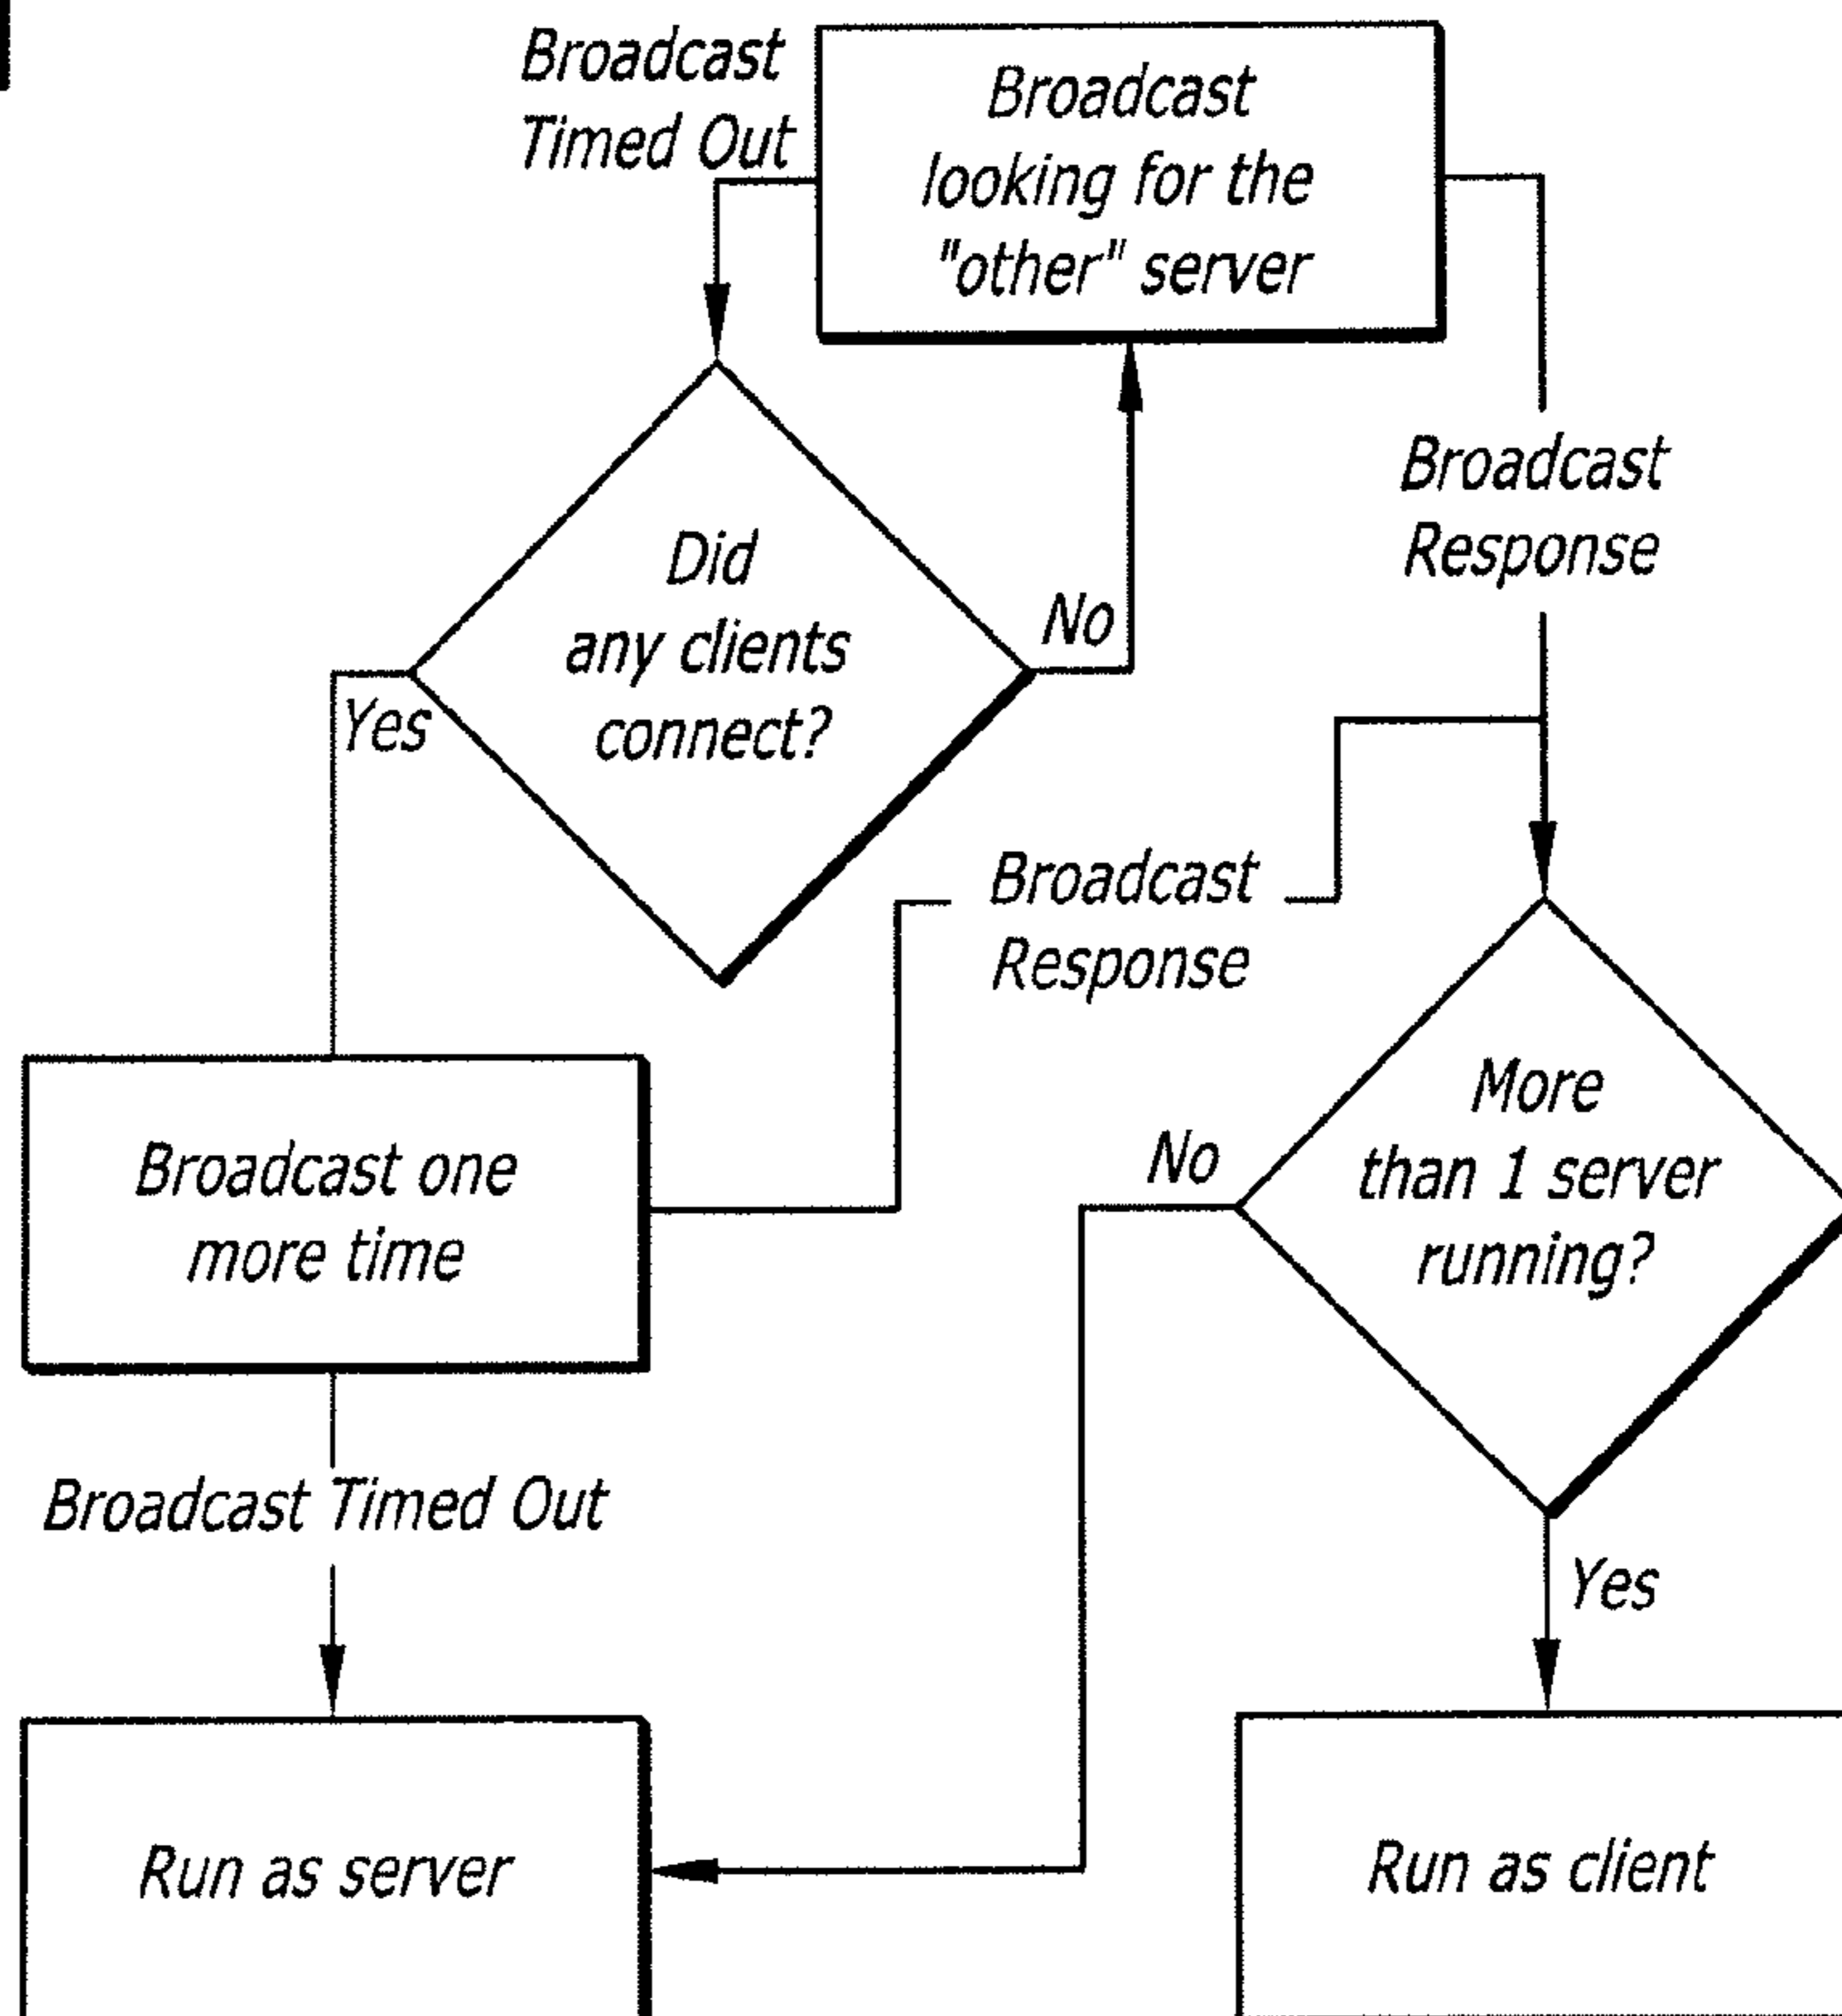 Broadcast
Timed Out
Broadcast
looking for the
"other" server
Broadcast
Response
Did
any clients
connect?
No
Yes
Broadcast
Response
More
than 1 server
running?
No
Broadcast one
more time
Broadcast Timed Out
Yes
Run as server
Run as client